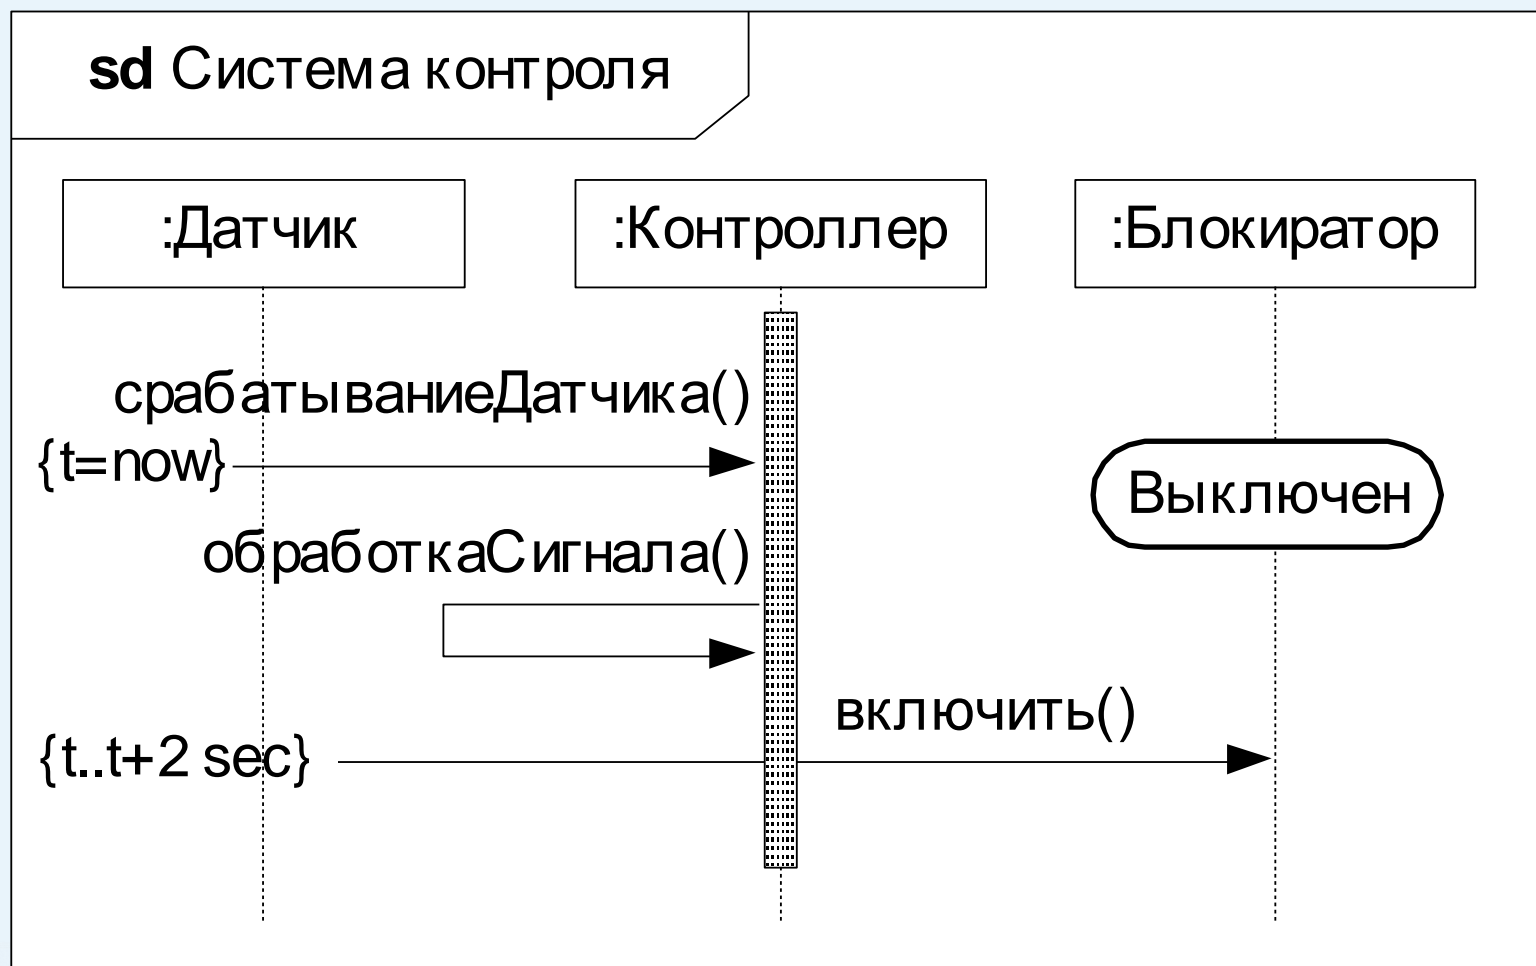 sd Система контроля
:Датчик
:Контроллер
:Блокиратор
срабатываниеДатчика()
{t=now}
Выключен
обработкаСигнала()
включить()
{t..t+2 sec}